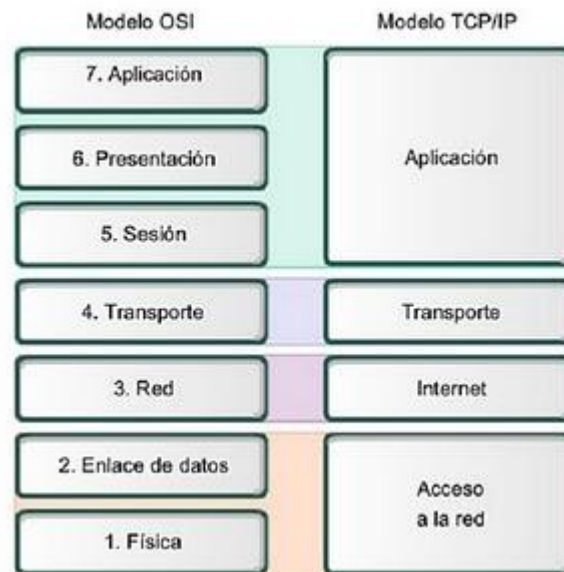 Modelo OSI
Modelo TCP/IP
7. Aplicación
6. Presentación
5. Sesión
4. Transporte
3. Red
2. Enlace de datos
1. Física
Aplicación
Transporte
Internet
Acceso
a la red